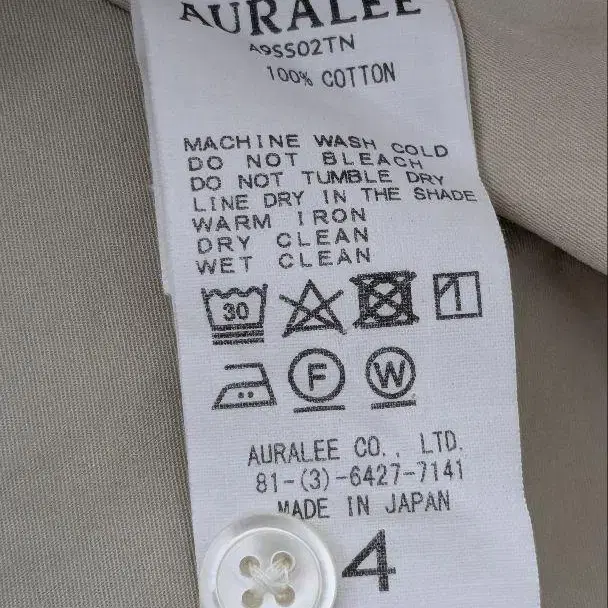 AURALEE
A9SS02TN
100% COTTON
MACHINE WASH COLD
DO NOT BLEACH
DO NOT TUMBLE DRY
LINE DRY IN THE SHADE
WARM IRON
DRY CLEAN
WET CLEAN
30
F W
AURALEE CO., LTD.
81-(3)-6427-7141
MADE IN JAPAN
4